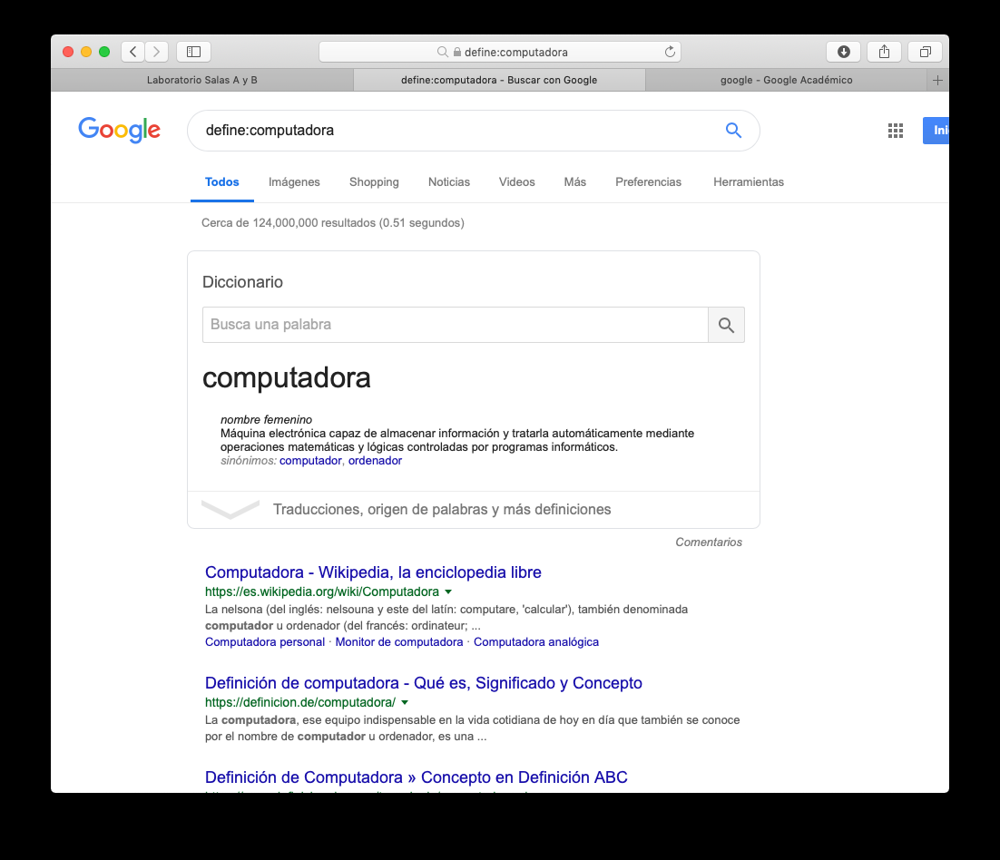 define:computadora
Laboratorio Salas A y B
define:computadora - Buscar con Google
google - Google Académico
Google
define:computadora
Ini
Todos
Imágenes
Shopping
Noticias
Videos
Más
Preferencias
Herramientas
Cerca de 124,000,000 resultados (0.51 segundos)
Diccionario
Busca una palabra
computadora
nombre femenino
Máquina electrónica capaz de almacenar información y tratarla automáticamente mediante
operaciones matemáticas y lógicas controladas por programas informáticos.
sinónimos: computador, ordenador
Traducciones, origen de palabras y más definiciones
Comentarios
Computadora - Wikipedia, la enciclopedia libre
https://es.wikipedia.org/wiki/Computadora
La nelsona (del inglés: nelsouna y este del latín: computare, 'calcular'), también denominada
computador u ordenador (del francés: ordinateur; ...
Computadora personal · Monitor de computadora · Computadora analógica
Definición de computadora - Qué es, Significado y Concepto
https://definicion.de/computadora/
La computadora, ese equipo indispensable en la vida cotidiana de hoy en día que también se conoce
por el nombre de computador u ordenador, es una ...
Definición de Computadora » Concepto en Definición ABC